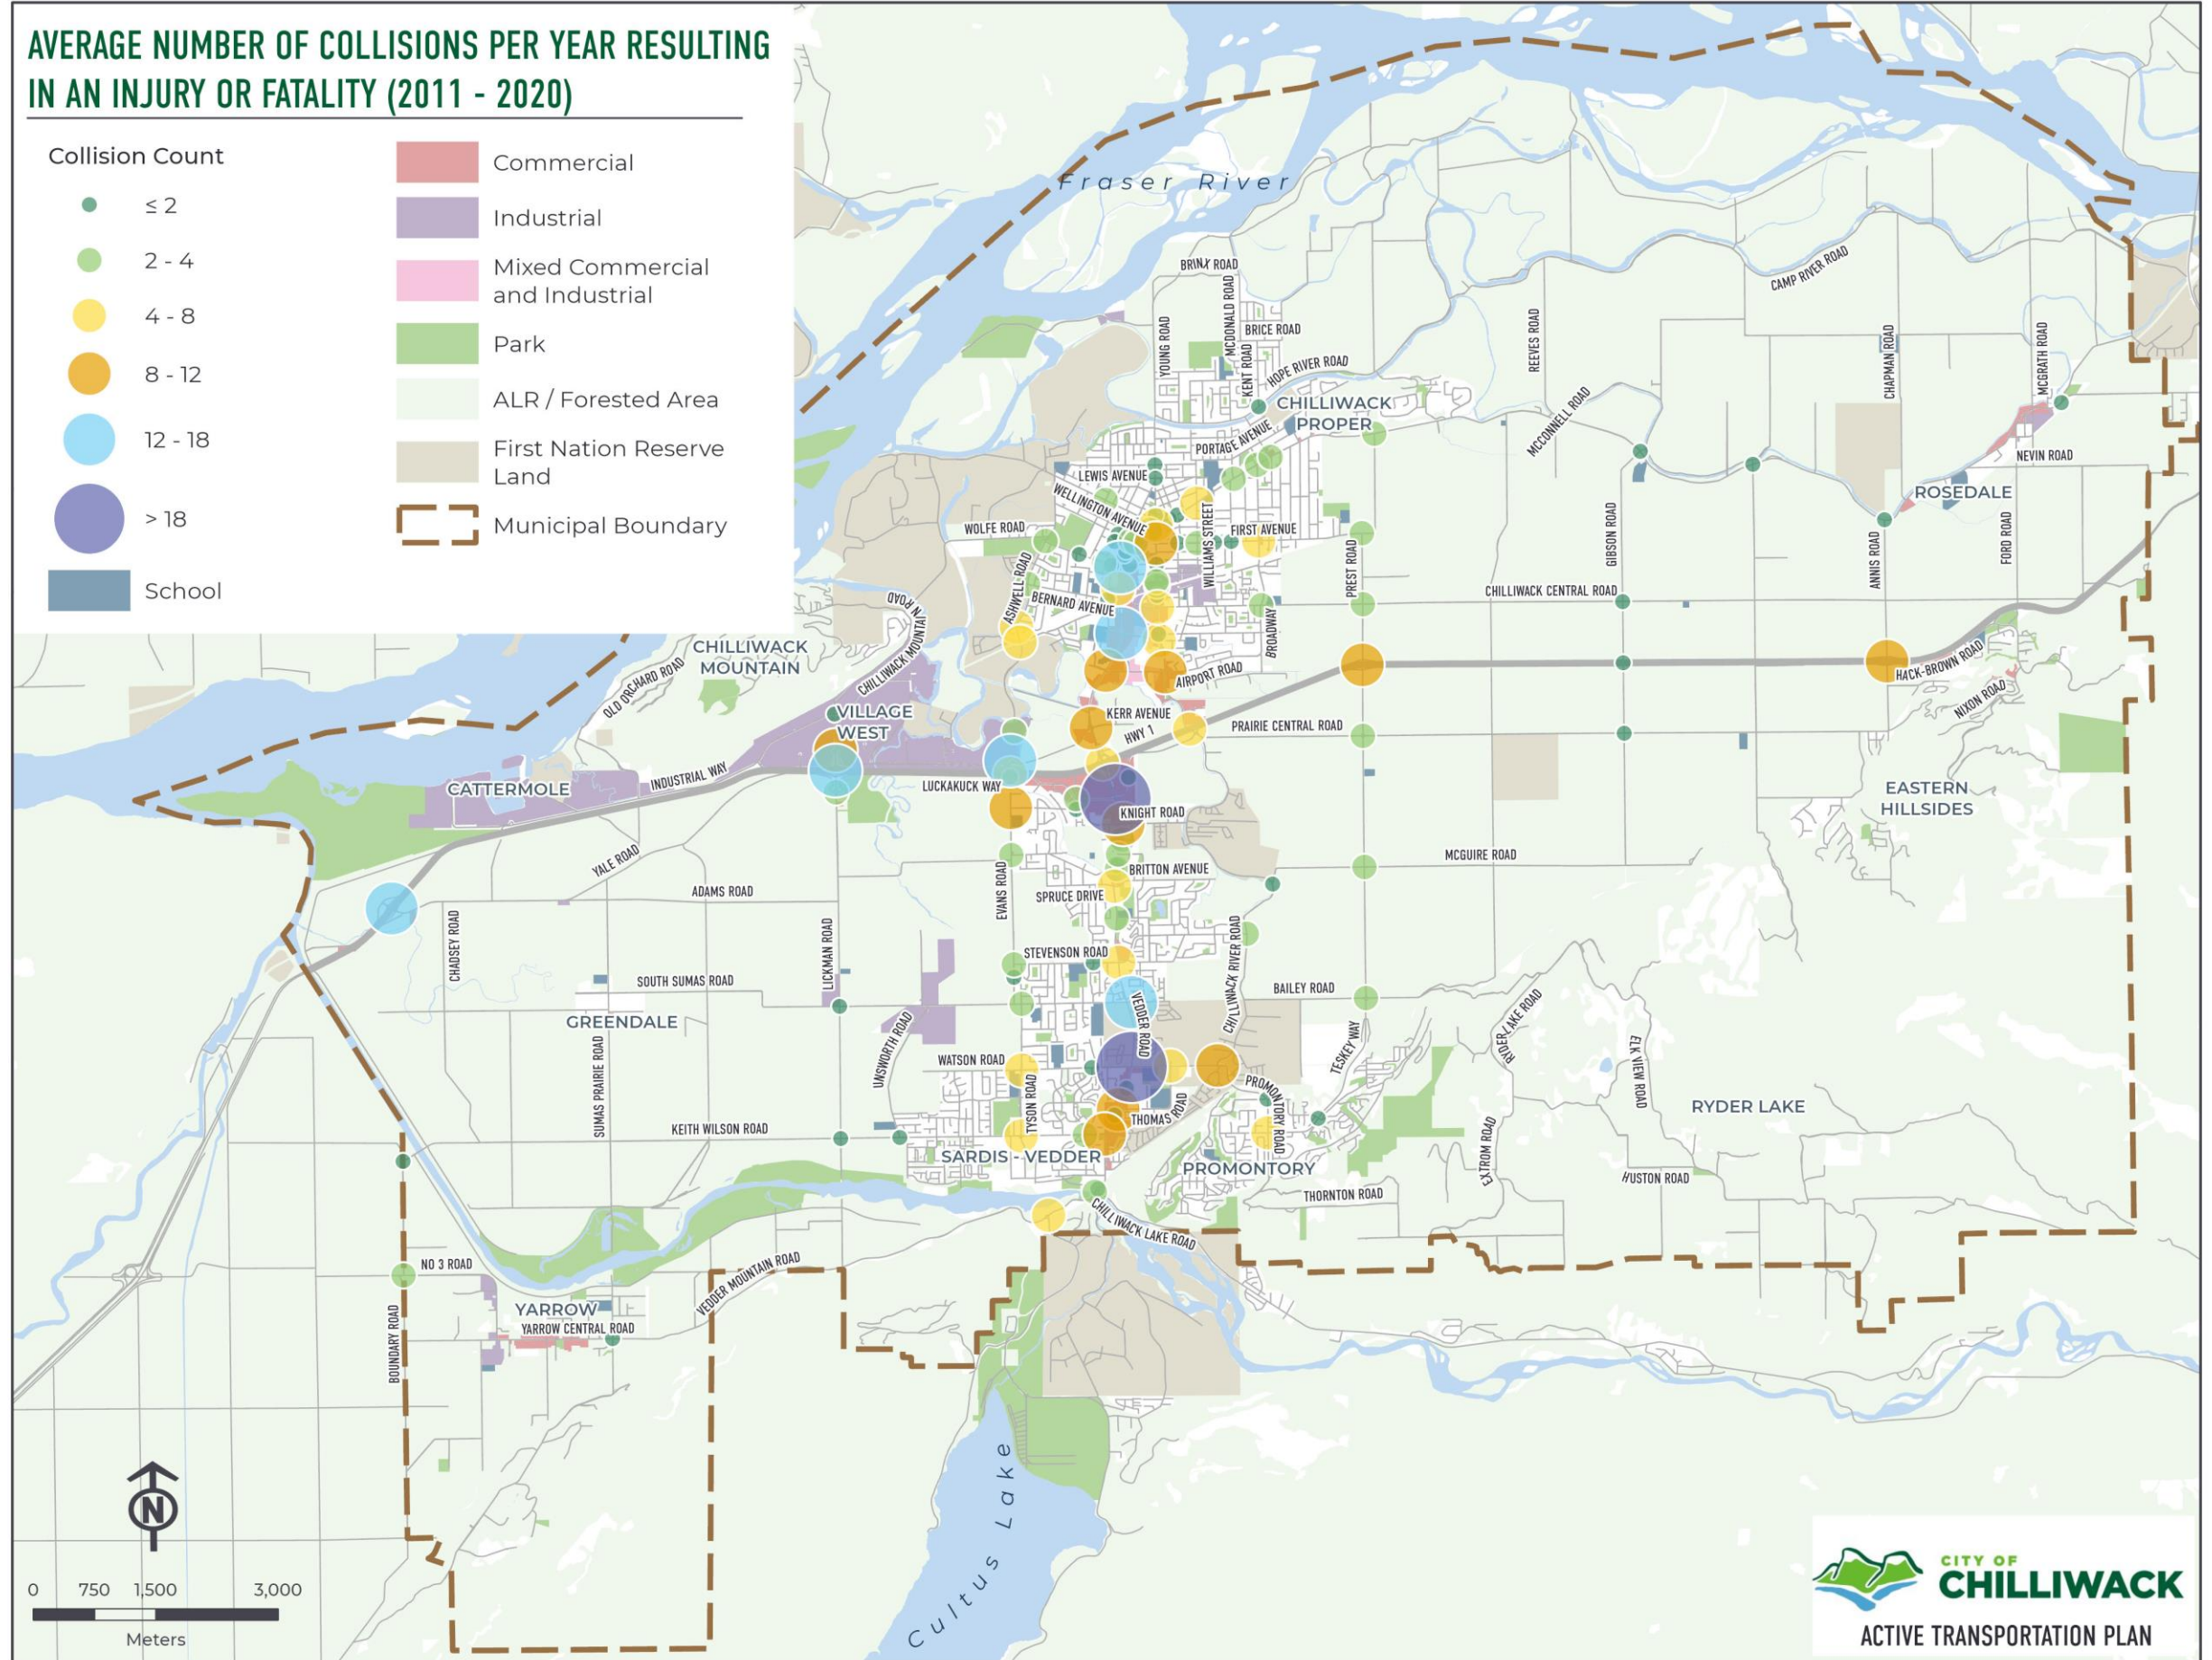 AVERAGE NUMBER OF COLLISIONS PER YEAR RESULTING
IN AN INJURY OR FATALITY (2011 - 2020)
Collision Count
≤ 2
2 - 4
4 - 8
8 - 12
12 - 18
> 18
School
Commercial
Industrial
Mixed Commercial
and Industrial
Park
ALR / Forested Area
First Nation Reserve
Land
Municipal Boundary
Fraser River
BRINX ROAD
CAMP RIVER ROAD
YOUNG ROAD
MCDONALD ROAD
BRICE ROAD
KENT ROAD
HOPE RIVER ROAD
REEVES ROAD
CHAPMAN ROAD
MCGRATH ROAD
CHILLIWACK
PROPER
MCCONNELL ROAD
PORTAGE AVENUE
NEVIN ROAD
LEWIS AVENUE
WELLINGTON AVENUE
ROSEDALE
WOLFE ROAD
WILLIAMS STREET
FIRST AVENUE
PREST ROAD
GIBSON ROAD
ANNIS ROAD
FORD ROAD
ASHWELL ROAD
BERNARD AVENUE
CHILLIWACK CENTRAL ROAD
BROADWAY
CHILLIWACK
MOUNTAIN
CHILLIWACK MOUNTAIN ROAD
OLD ORCHARD ROAD
AIRPORT ROAD
HACK-BROWN ROAD
NIXON ROAD
VILLAGE
WEST
KERR AVENUE
HWY 1
PRAIRIE CENTRAL ROAD
CATTERMOLE
INDUSTRIAL WAY
LUCKAKUCK WAY
KNIGHT ROAD
EASTERN
HILLSIDES
YALE ROAD
MCGUIRE ROAD
BRITTON AVENUE
ADAMS ROAD
EVANS ROAD
SPRUCE DRIVE
CHADSEY ROAD
LICKMAN ROAD
STEVENSON ROAD
CHILLIWACK RIVER ROAD
SOUTH SUMAS ROAD
BAILEY ROAD
VEDDER ROAD
GREENDALE
UNSWORTH ROAD
RYDER LAKE ROAD
ELK VIEW ROAD
TESKEY WAY
SUMAS PRAIRIE ROAD
WATSON ROAD
TYSON ROAD
PROMONTORY ROAD
RYDER LAKE
THOMAS ROAD
KEITH WILSON ROAD
EXTROM ROAD
SARDIS - VEDDER
PROMONTORY
HUSTON ROAD
THORNTON ROAD
CHILLIWACK LAKE ROAD
NO 3 ROAD
VEDDER MOUNTAIN ROAD
YARROW
YARROW CENTRAL ROAD
BOUNDARY ROAD
Cultus Lake
N
0 750 1,500 3,000
Meters
CITY OF
CHILLIWACK
ACTIVE TRANSPORTATION PLAN